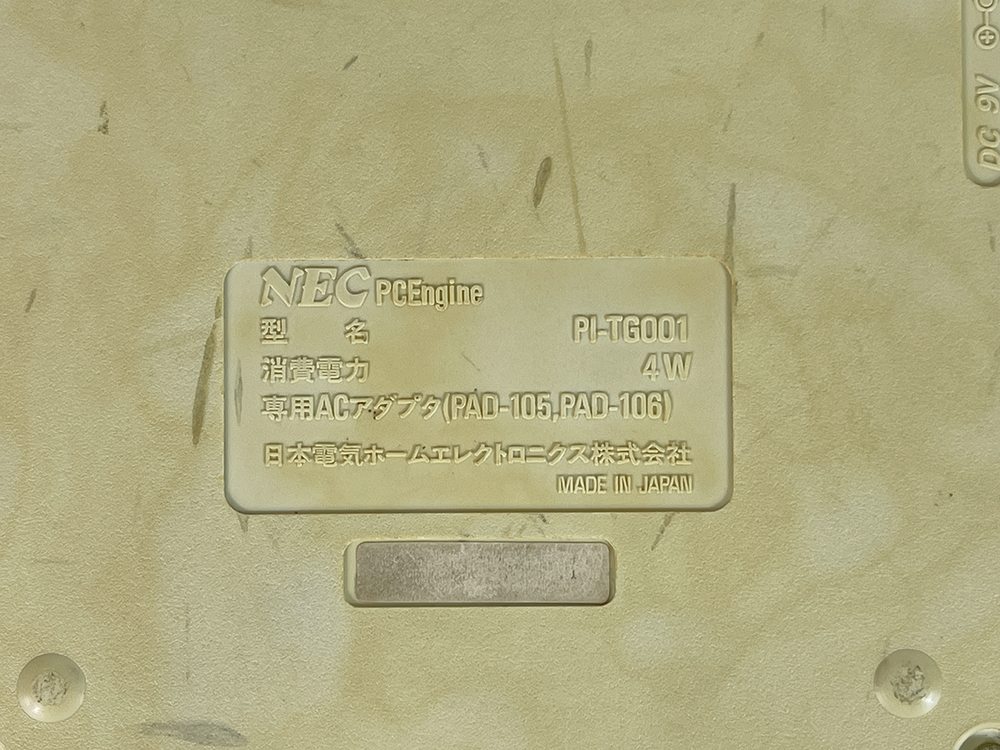 NEC PCEngine
型 名 PI-TG001
消費電力 4W
専用ACアダプタ(PAD-105,PAD-106)
日本電気ホームエレクトロニクス株式会社
MADE IN JAPAN
DC 9V